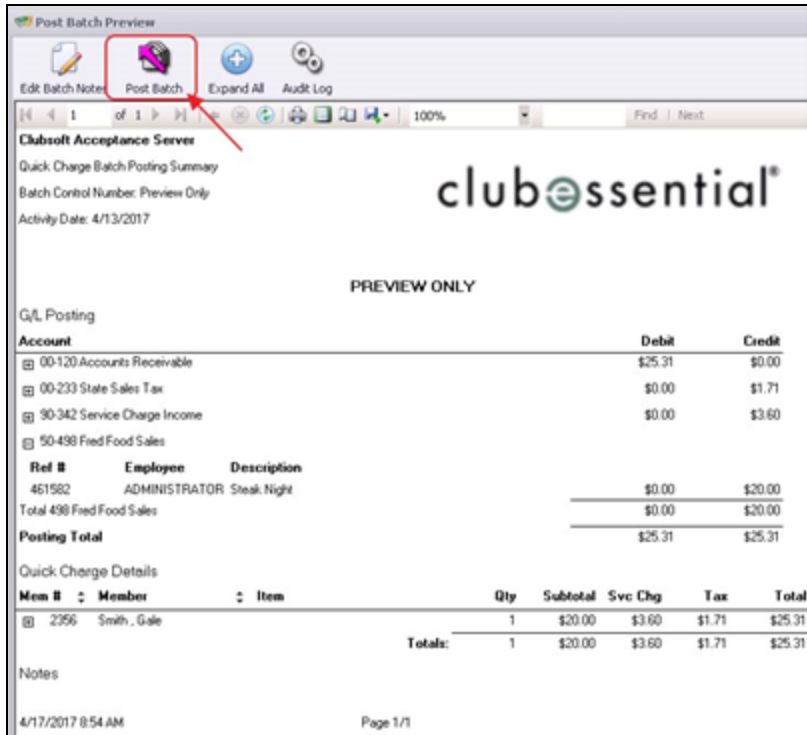 Post Batch Preview
Edit Batch Notes Post Batch Expand All Audit Log
1 of 1 100% Find | Next
Clubsoft Acceptance Server
Quick Charge Batch Posting Summary
Batch Control Number: Preview Only
Activity Date: 4/13/2017
clubessential®
PREVIEW ONLY
G/L Posting
Account Debit Credit
00-120 Accounts Receivable $25.31 $0.00
00-233 State Sales Tax $0.00 $1.71
90-342 Service Charge Income $0.00 $3.60
50-498 Fred Food Sales
Ref # Employee Description
461582 ADMINISTRATOR Steak Night $0.00 $20.00
Total 498 Fred Food Sales $0.00 $20.00
Posting Total $25.31 $25.31
Quick Charge Details
Mem # Member Item Qty Subtotal Svc Chg Tax Total
2356 Smith , Gale 1 $20.00 $3.60 $1.71 $25.31
Totals: 1 $20.00 $3.60 $1.71 $25.31
Notes
4/17/2017 8:54 AM Page 1/1